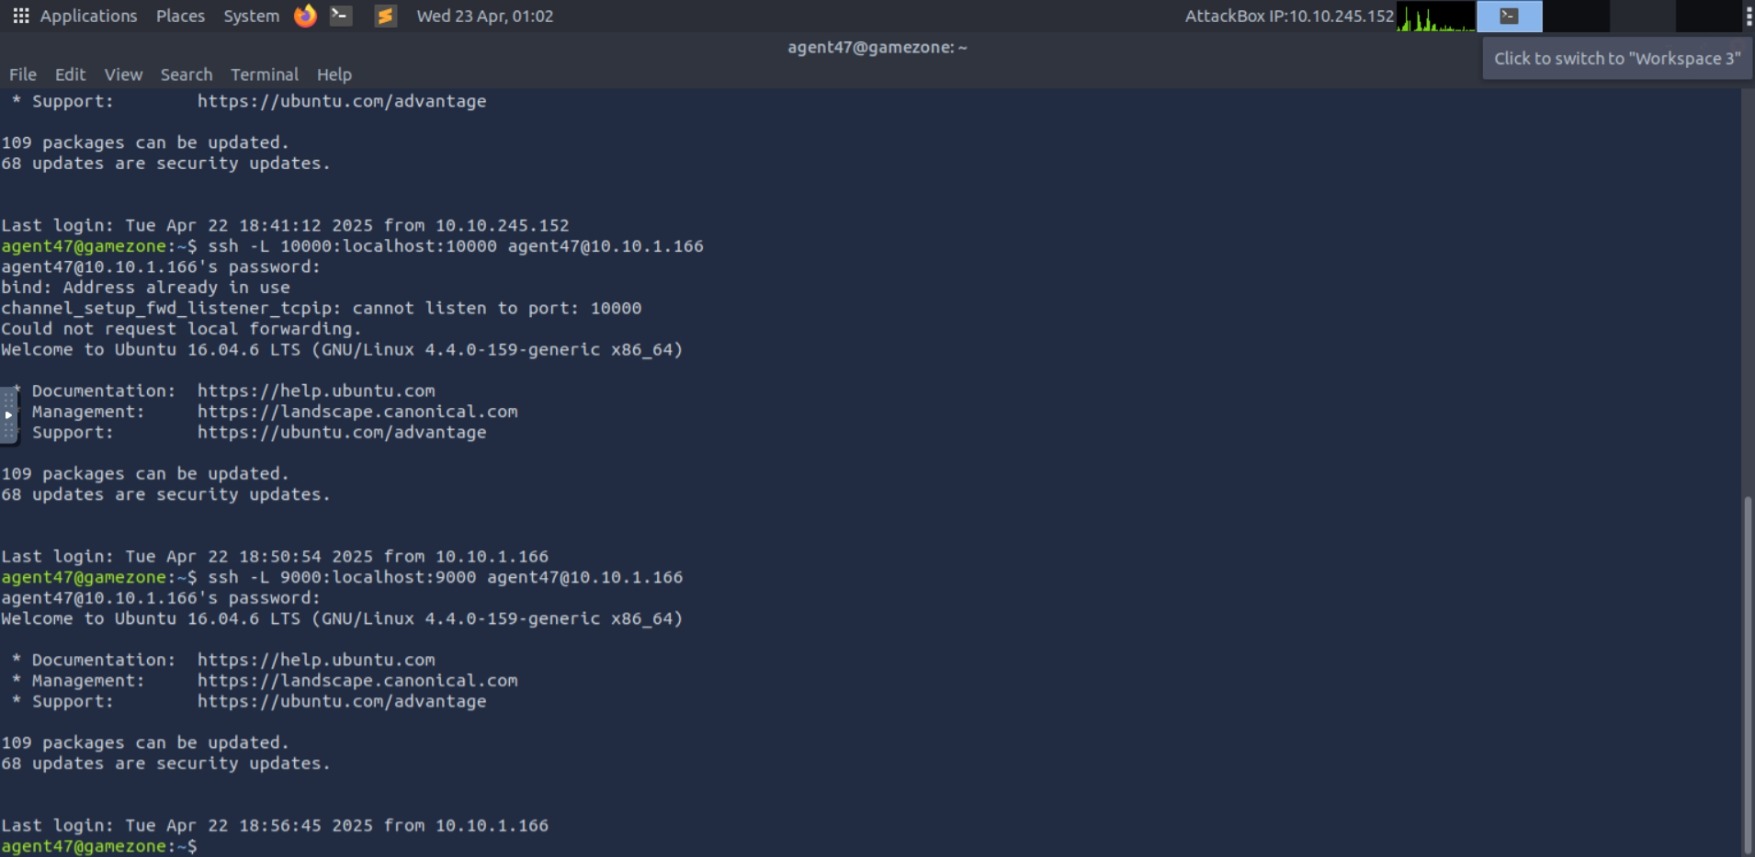 Applications Places System Wed 23 Apr, 01:02 AttackBox IP:10.10.245.152
agent47@gamezone: ~
Click to switch to "Workspace 3"
File Edit View Search Terminal Help
* Support: https://ubuntu.com/advantage
109 packages can be updated.
68 updates are security updates.
Last login: Tue Apr 22 18:41:12 2025 from 10.10.245.152
agent47@gamezone:~$ ssh -L 10000:localhost:10000 agent47@10.10.1.166
agent47@10.10.1.166's password:
bind: Address already in use
channel_setup_fwd_listener_tcpip: cannot listen to port: 10000
Could not request local forwarding.
Welcome to Ubuntu 16.04.6 LTS (GNU/Linux 4.4.0-159-generic x86_64)
* Documentation: https://help.ubuntu.com
Management: https://landscape.canonical.com
Support: https://ubuntu.com/advantage
109 packages can be updated.
68 updates are security updates.
Last login: Tue Apr 22 18:50:54 2025 from 10.10.1.166
agent47@gamezone:~$ ssh -L 9000:localhost:9000 agent47@10.10.1.166
agent47@10.10.1.166's password:
Welcome to Ubuntu 16.04.6 LTS (GNU/Linux 4.4.0-159-generic x86_64)
* Documentation: https://help.ubuntu.com
* Management: https://landscape.canonical.com
* Support: https://ubuntu.com/advantage
109 packages can be updated.
68 updates are security updates.
Last login: Tue Apr 22 18:56:45 2025 from 10.10.1.166
agent47@gamezone:~$